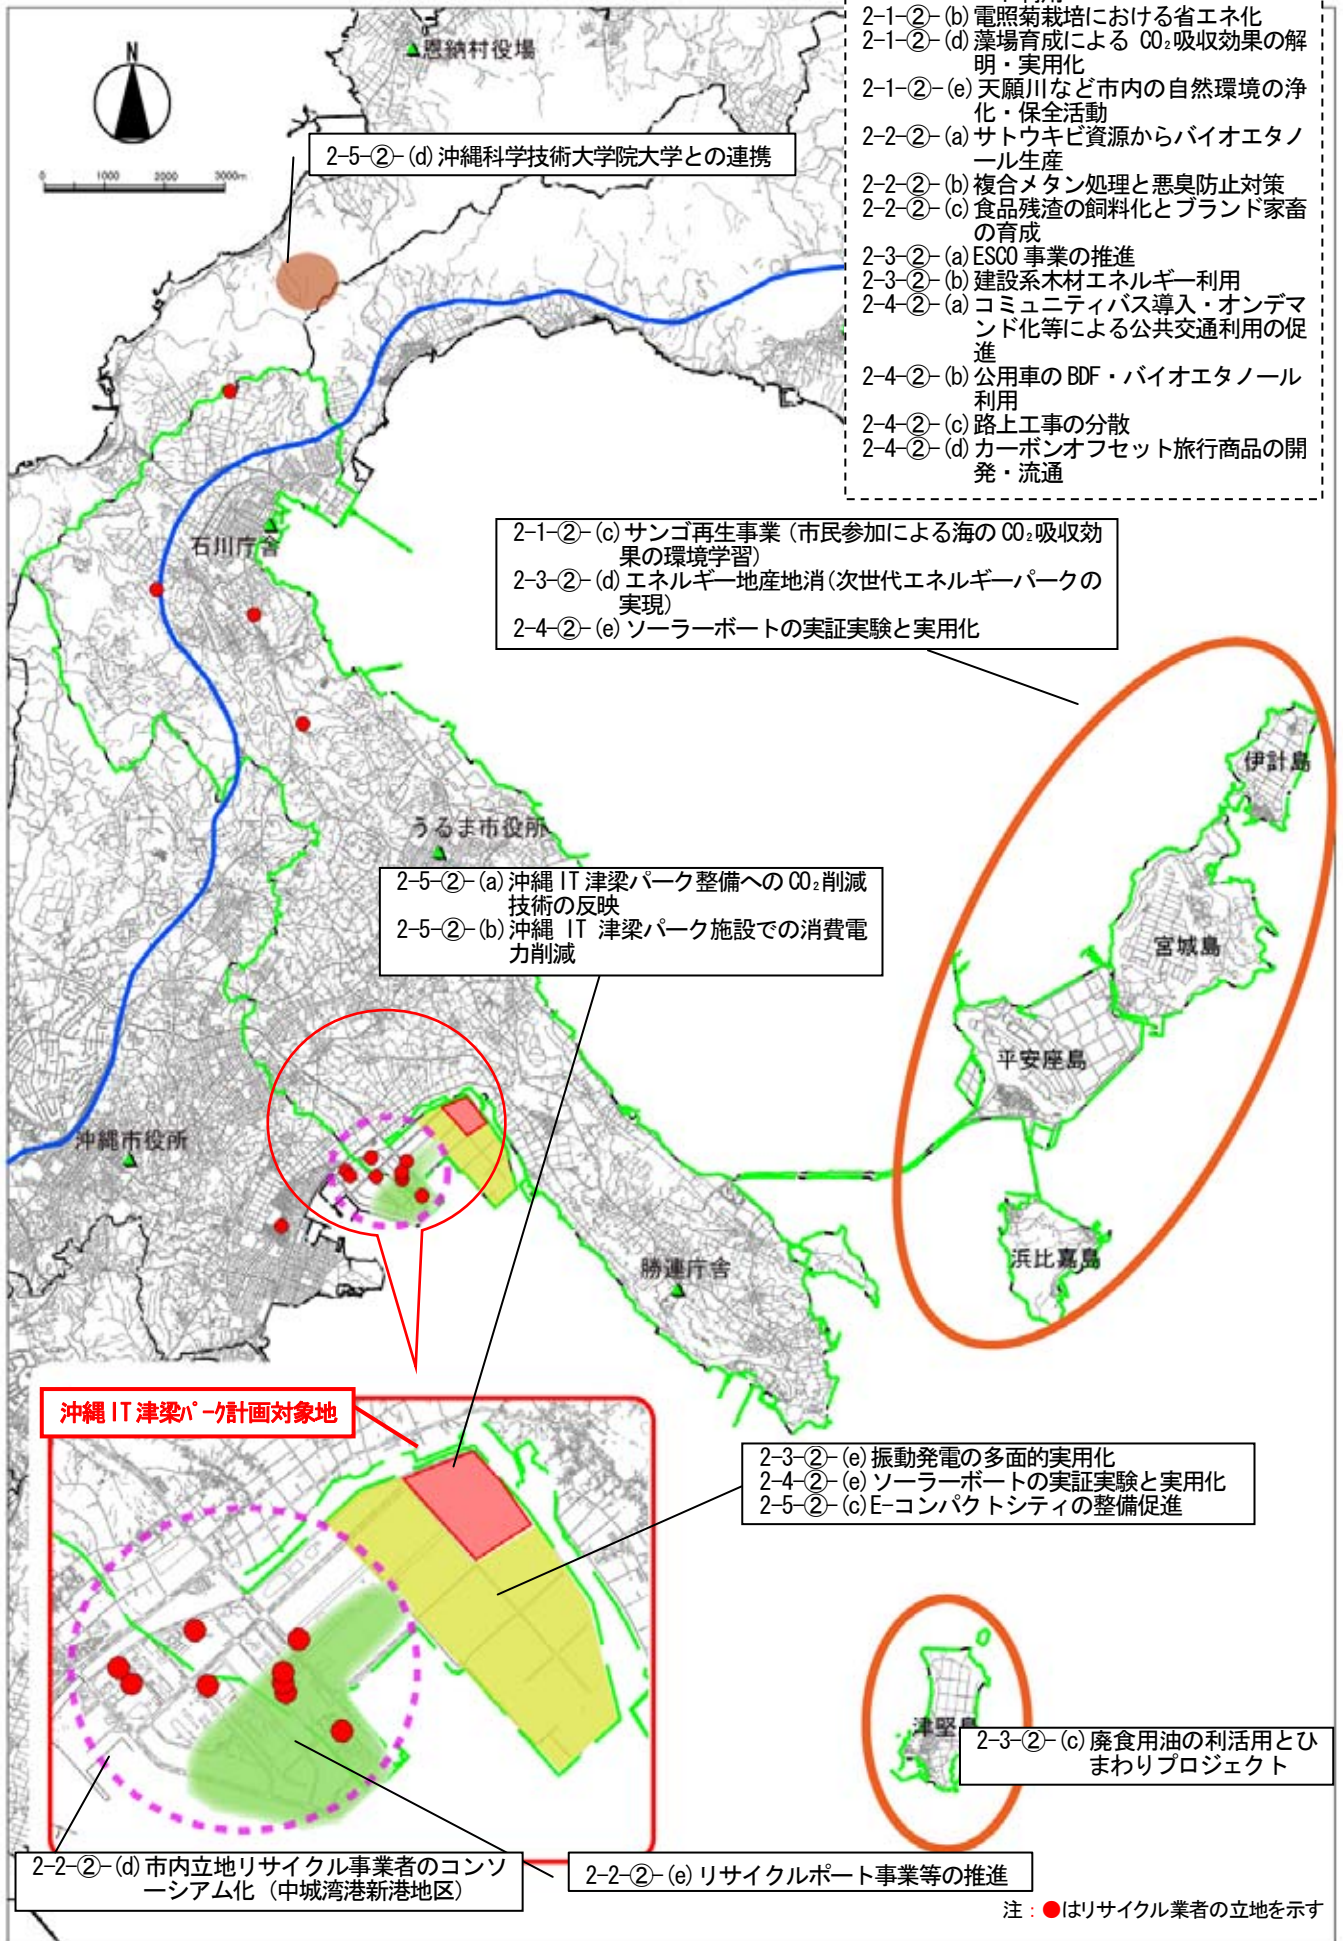 2-1-②-(b) 電照菊栽培における省エネ化
2-1-②-(d) 藻場育成による CO₂吸収効果の解
明・実用化
2-1-②-(e) 天願川など市内の自然環境の浄
化・保全活動
2-2-②-(a) サトウキビ資源からバイオエタノ
ール生産
2-2-②-(b) 複合メタン処理と悪臭防止対策
2-2-②-(c) 食品残渣の飼料化とブランド家畜
の育成
2-3-②-(a) ESCO 事業の推進
2-3-②-(b) 建設系木材エネルギー利用
2-4-②-(a) コミュニティバス導入・オンデマ
ンド化等による公共交通利用の促
進
2-4-②-(b) 公用車の BDF・バイオエタノール
利用
2-4-②-(c) 路上工事の分散
2-4-②-(d) カーボンオフセット旅行商品の開
発・流通
N
0 1000 2000 3000m
恩納村役場
2-5-②-(d) 沖縄科学技術大学院大学との連携
石川庁舎
2-1-②-(c) サンゴ再生事業（市民参加による海の CO₂吸収効
果の環境学習）
2-3-②-(d) エネルギー地産地消(次世代エネルギーパークの
実現)
2-4-②-(e) ソーラーボートの実証実験と実用化
伊計島
うるま市役所
2-5-②-(a) 沖縄 IT 津梁パーク整備への CO₂削減
技術の反映
2-5-②-(b) 沖縄 IT 津梁パーク施設での消費電
力削減
宮城島
平安座島
沖縄市役所
浜比嘉島
勝連庁舎
沖縄 IT 津梁パーク計画対象地
2-3-②-(e) 振動発電の多面的実用化
2-4-②-(e) ソーラーボートの実証実験と実用化
2-5-②-(c) E-コンパクトシティの整備促進
津堅島
2-3-②-(c) 廃食用油の利活用とひ
まわりプロジェクト
2-2-②-(d) 市内立地リサイクル事業者のコンソ
ーシアム化（中城湾港新港地区）
2-2-②-(e) リサイクルポート事業等の推進
注：●はリサイクル業者の立地を示す